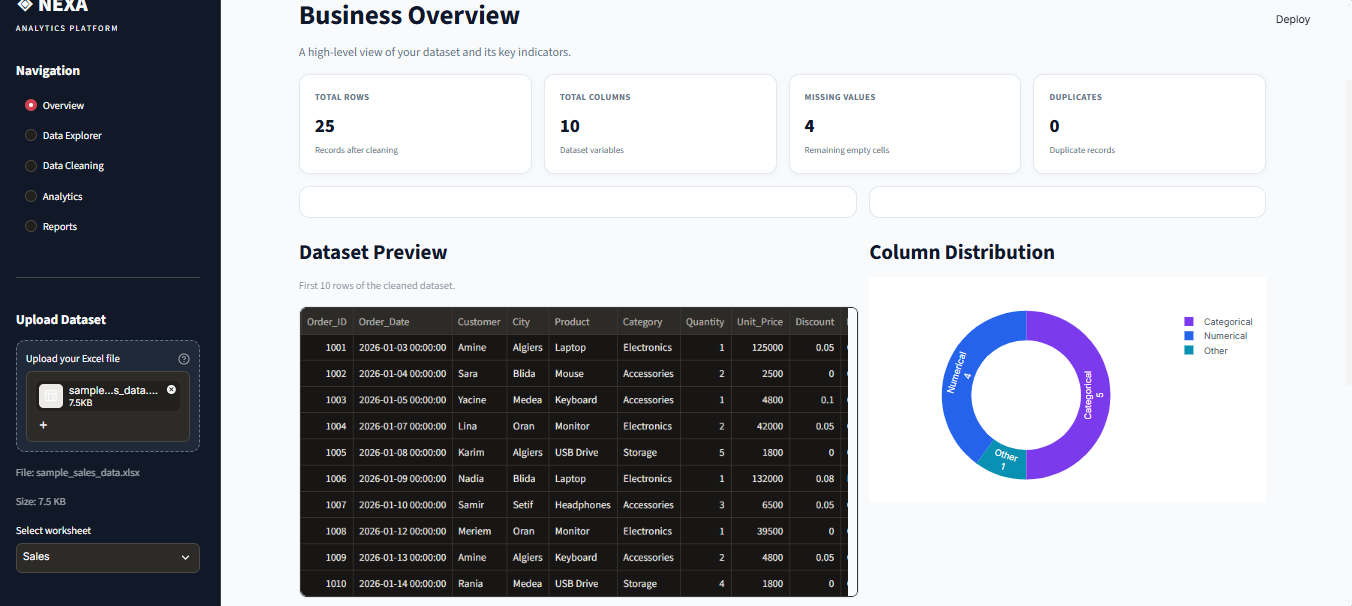 NEXA
ANALYTICS PLATFORM
Navigation
Overview
Data Explorer
Data Cleaning
Analytics
Reports
Upload Dataset
Upload your Excel file
sample...s_data....
7.5KB
+
File: sample_sales_data.xlsx
Size: 7.5 KB
Select worksheet
Sales
Deploy
Business Overview
A high-level view of your dataset and its key indicators.
TOTAL ROWS
25
Records after cleaning
TOTAL COLUMNS
10
Dataset variables
MISSING VALUES
4
Remaining empty cells
DUPLICATES
0
Duplicate records
Dataset Preview
First 10 rows of the cleaned dataset.
Order_ID Order_Date Customer City Product Category Quantity Unit_Price Discount
1001 2026-01-03 00:00:00 Amine Algiers Laptop Electronics 1 125000 0.05
1002 2026-01-04 00:00:00 Sara Blida Mouse Accessories 2 2500 0
1003 2026-01-05 00:00:00 Yacine Medea Keyboard Accessories 1 4800 0.1
1004 2026-01-07 00:00:00 Lina Oran Monitor Electronics 2 42000 0.05
1005 2026-01-08 00:00:00 Karim Algiers USB Drive Storage 5 1800 0
1006 2026-01-09 00:00:00 Nadia Blida Laptop Electronics 1 132000 0.08
1007 2026-01-10 00:00:00 Samir Setif Headphones Accessories 3 6500 0.05
1008 2026-01-12 00:00:00 Meriem Oran Monitor Electronics 1 39500 0
1009 2026-01-13 00:00:00 Amine Algiers Keyboard Accessories 2 4800 0.05
1010 2026-01-14 00:00:00 Rania Medea USB Drive Storage 4 1800 0
Column Distribution
Numerical
4
Categorical
5
Other
1
Categorical
Numerical
Other